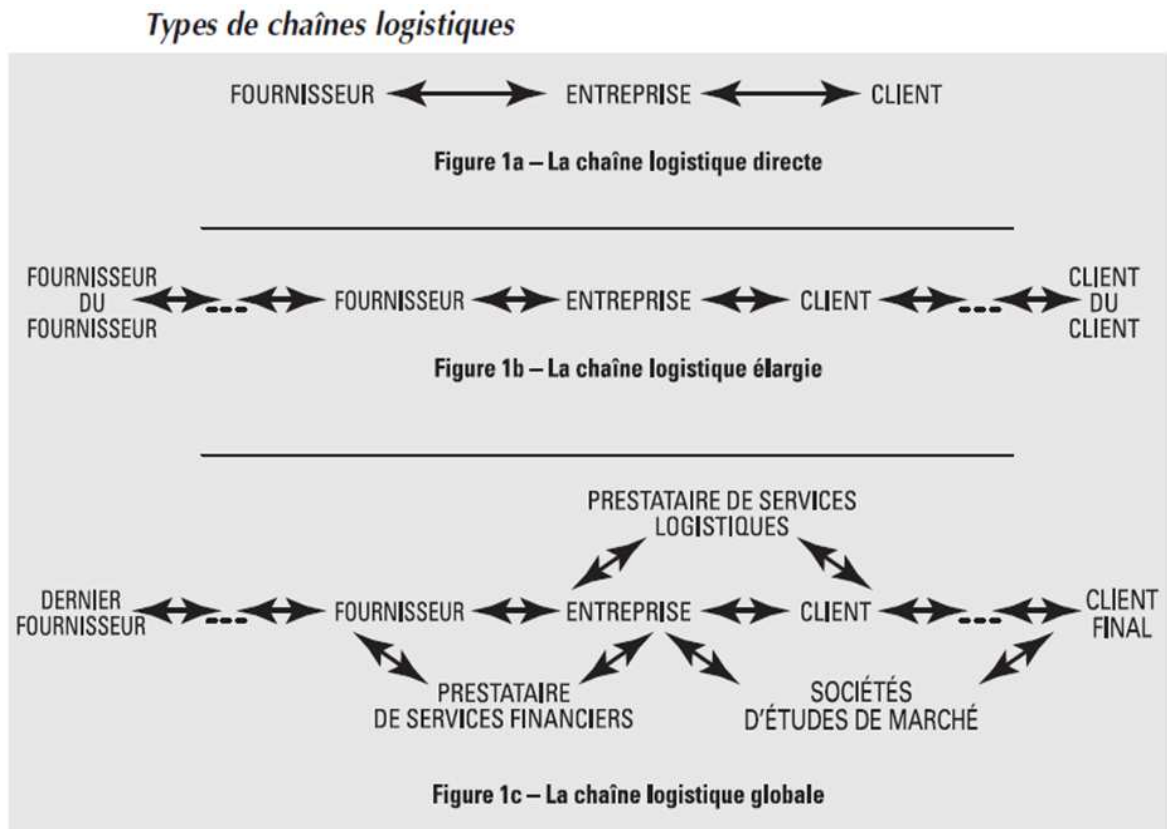 Types de chaînes logistiques
FOURNISSEUR ENTREPRISE CLIENT
Figure 1a – La chaîne logistique directe
FOURNISSEUR
DU
FOURNISSEUR
--- FOURNISSEUR ENTREPRISE CLIENT ---
CLIENT
DU
CLIENT
Figure 1b – La chaîne logistique élargie
PRESTATAIRE DE SERVICES
LOGISTIQUES
DERNIER
FOURNISSEUR
--- FOURNISSEUR ENTREPRISE CLIENT ---
CLIENT
FINAL
PRESTATAIRE
DE SERVICES FINANCIERS
SOCIÉTÉS
D'ÉTUDES DE MARCHÉ
Figure 1c – La chaîne logistique globale